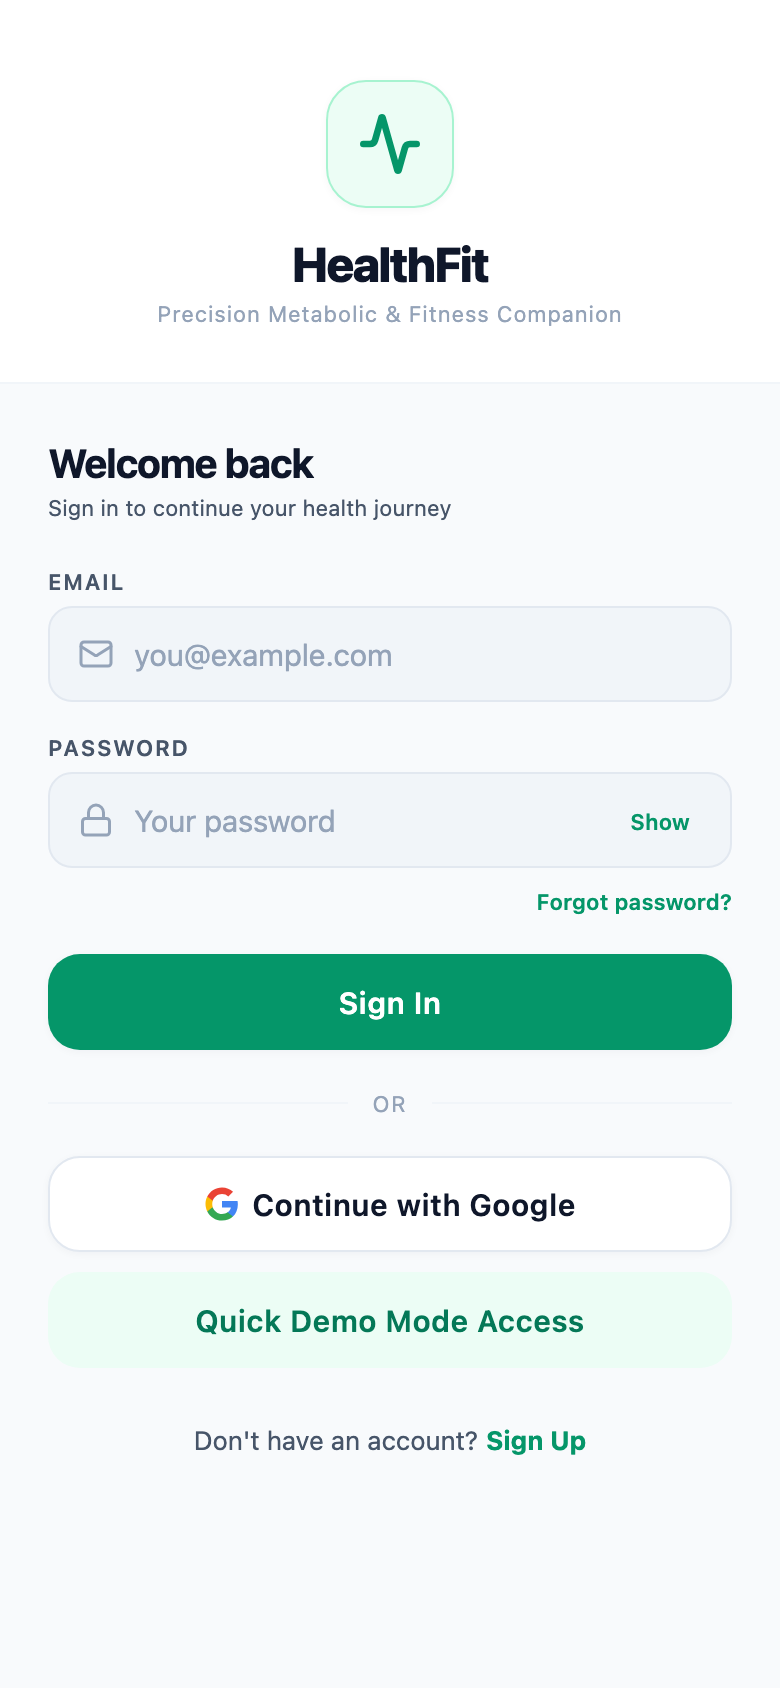 HealthFit
Precision Metabolic & Fitness Companion
Welcome back
Sign in to continue your health journey
EMAIL
you@example.com
PASSWORD
Your password
Show
Forgot password?
Sign In
OR
Continue with Google
Quick Demo Mode Access
Don't have an account? Sign Up